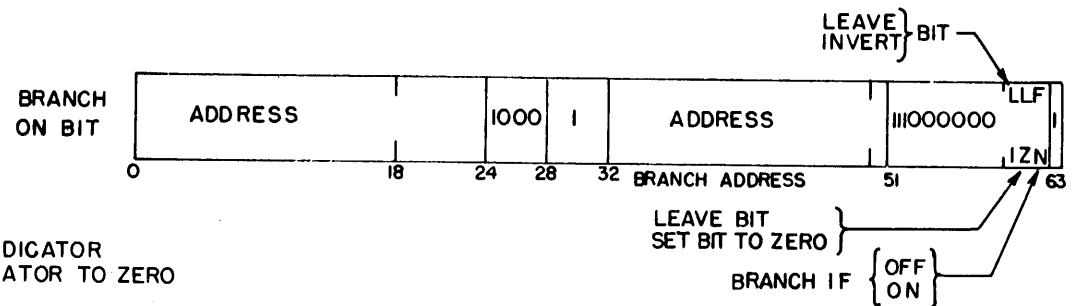 LEAVE
INVERT } BIT
BRANCH
ON BIT
ADDRESS
1000
1
ADDRESS
111000000
LLF
IZN
1
0
18
24
28
32
BRANCH ADDRESS
51
63
LEAVE BIT
SET BIT TO ZERO
DICATOR
ATOR TO ZERO
BRANCH IF { OFF
ON }